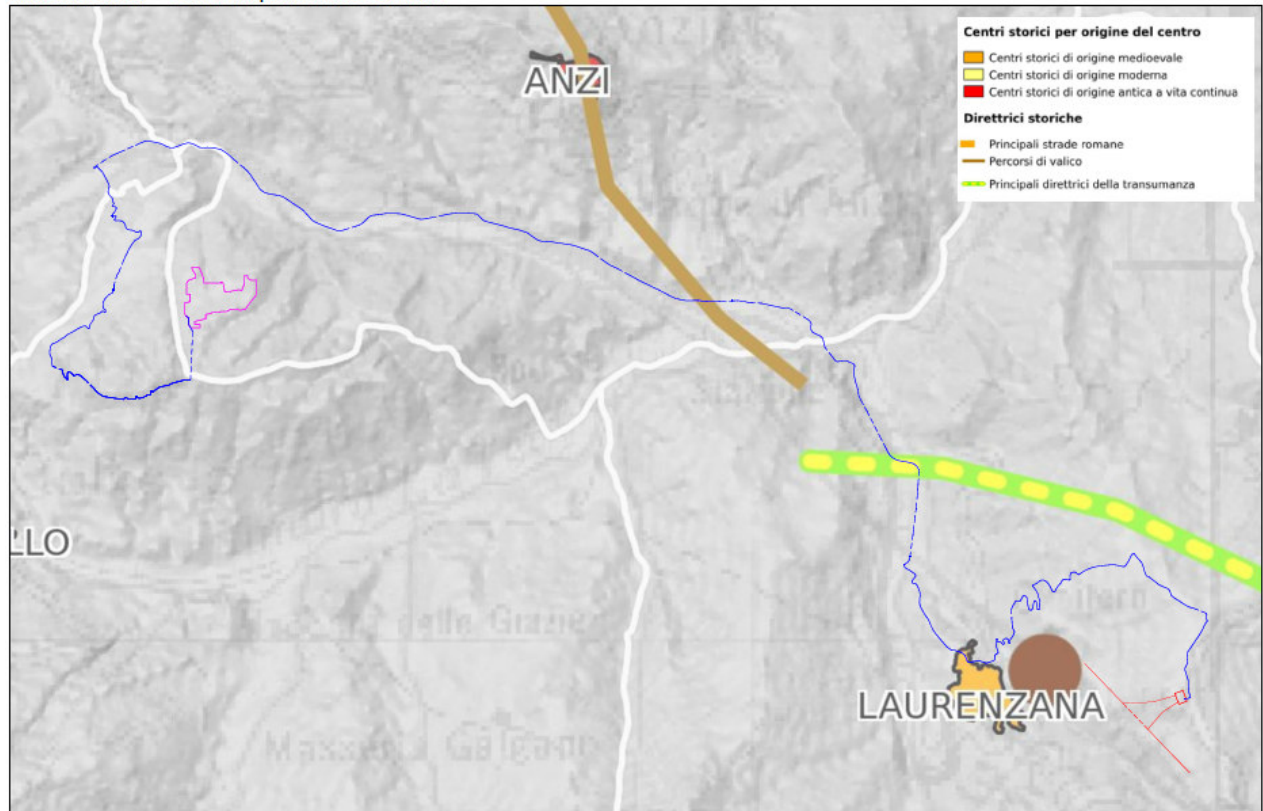 Centri storici per origine del centro
Centri storici di origine medioevale
Centri storici di origine moderna
Centri storici di origine antica a vita continua
Direttrici storiche
Principali strade romane
Percorsi di valico
Principali direttrici della transumanza
ANZI
LLO
LAURENZANA